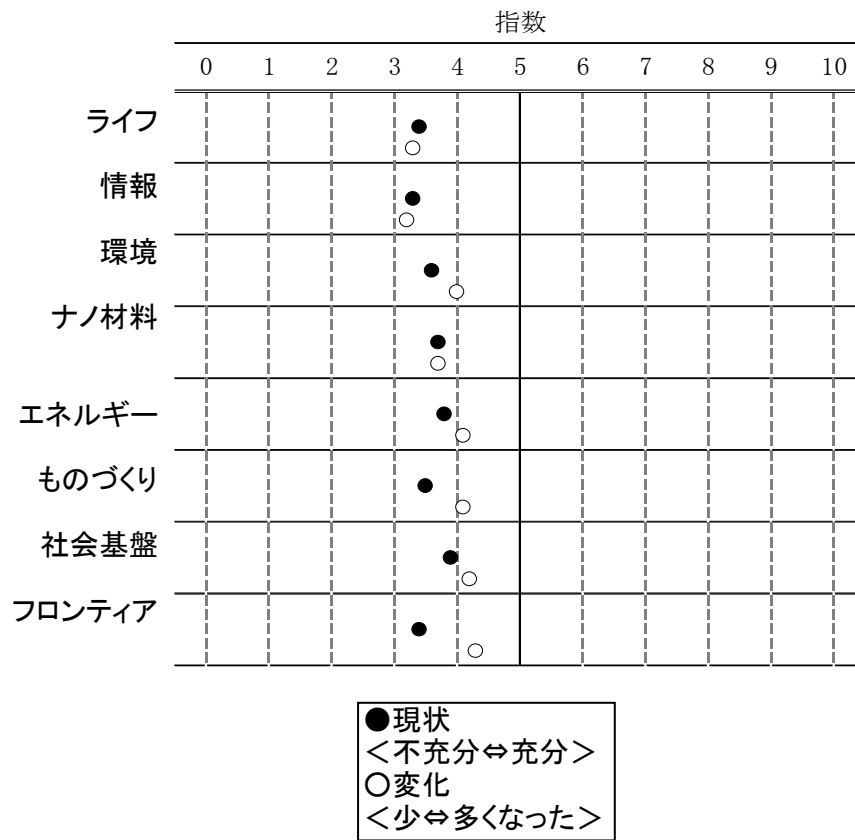 指数
0 1 2 3 4 5 6 7 8 9 10
ライフ
情報
環境
ナノ材料
エネルギー
ものづくり
社会基盤
フロンティア
●現状
＜不充分⇔充分＞
○変化
＜少⇔多くなった＞